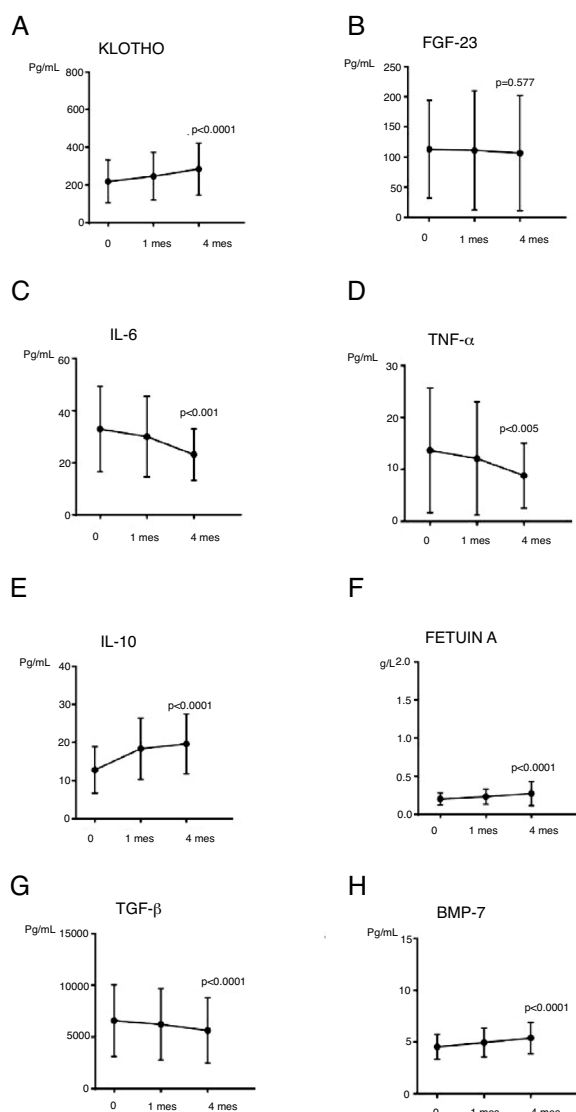 A
KLOTHO
Pg/mL
800
600
400
200
0
p<0.0001
0 1 mes 4 mes
B
FGF-23
Pg/mL
250
200
150
100
50
0
p=0.577
0 1 mes 4 mes
C
IL-6
Pg/mL
60
40
20
0
p<0.001
0 1 mes 4 mes
D
TNF-α
Pg/mL
30
20
10
0
p<0.005
0 1 mes 4 mes
E
IL-10
Pg/mL
40
30
20
10
0
p<0.0001
0 1 mes 4 mes
F
FETUIN A
g/L
2.0
1.5
1.0
0.5
0.0
p<0.0001
0 1 mes 4 mes
G
TGF-β
Pg/mL
15000
10000
5000
0
p<0.0001
0 1 mes 4 mes
H
BMP-7
Pg/mL
15
10
5
0
p<0.0001
0 1 mes 4 mes